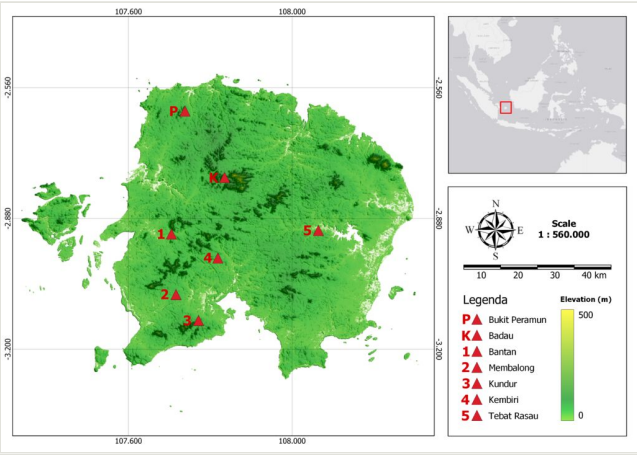 107.600 108.000
-2.560 -2.560
P
K
-2.880 -2.880
1
5
4
2
3
-3.200 -3.200
107.600 108.000
N
W E
S
Scale
1 : 560.000
10 20 30 40 km
Legenda
P Bukit Peramun
K Badau
1 Bantan
2 Membalong
3 Kundur
4 Kembiri
5 Tebat Rasau
Elevation (m)
500
0